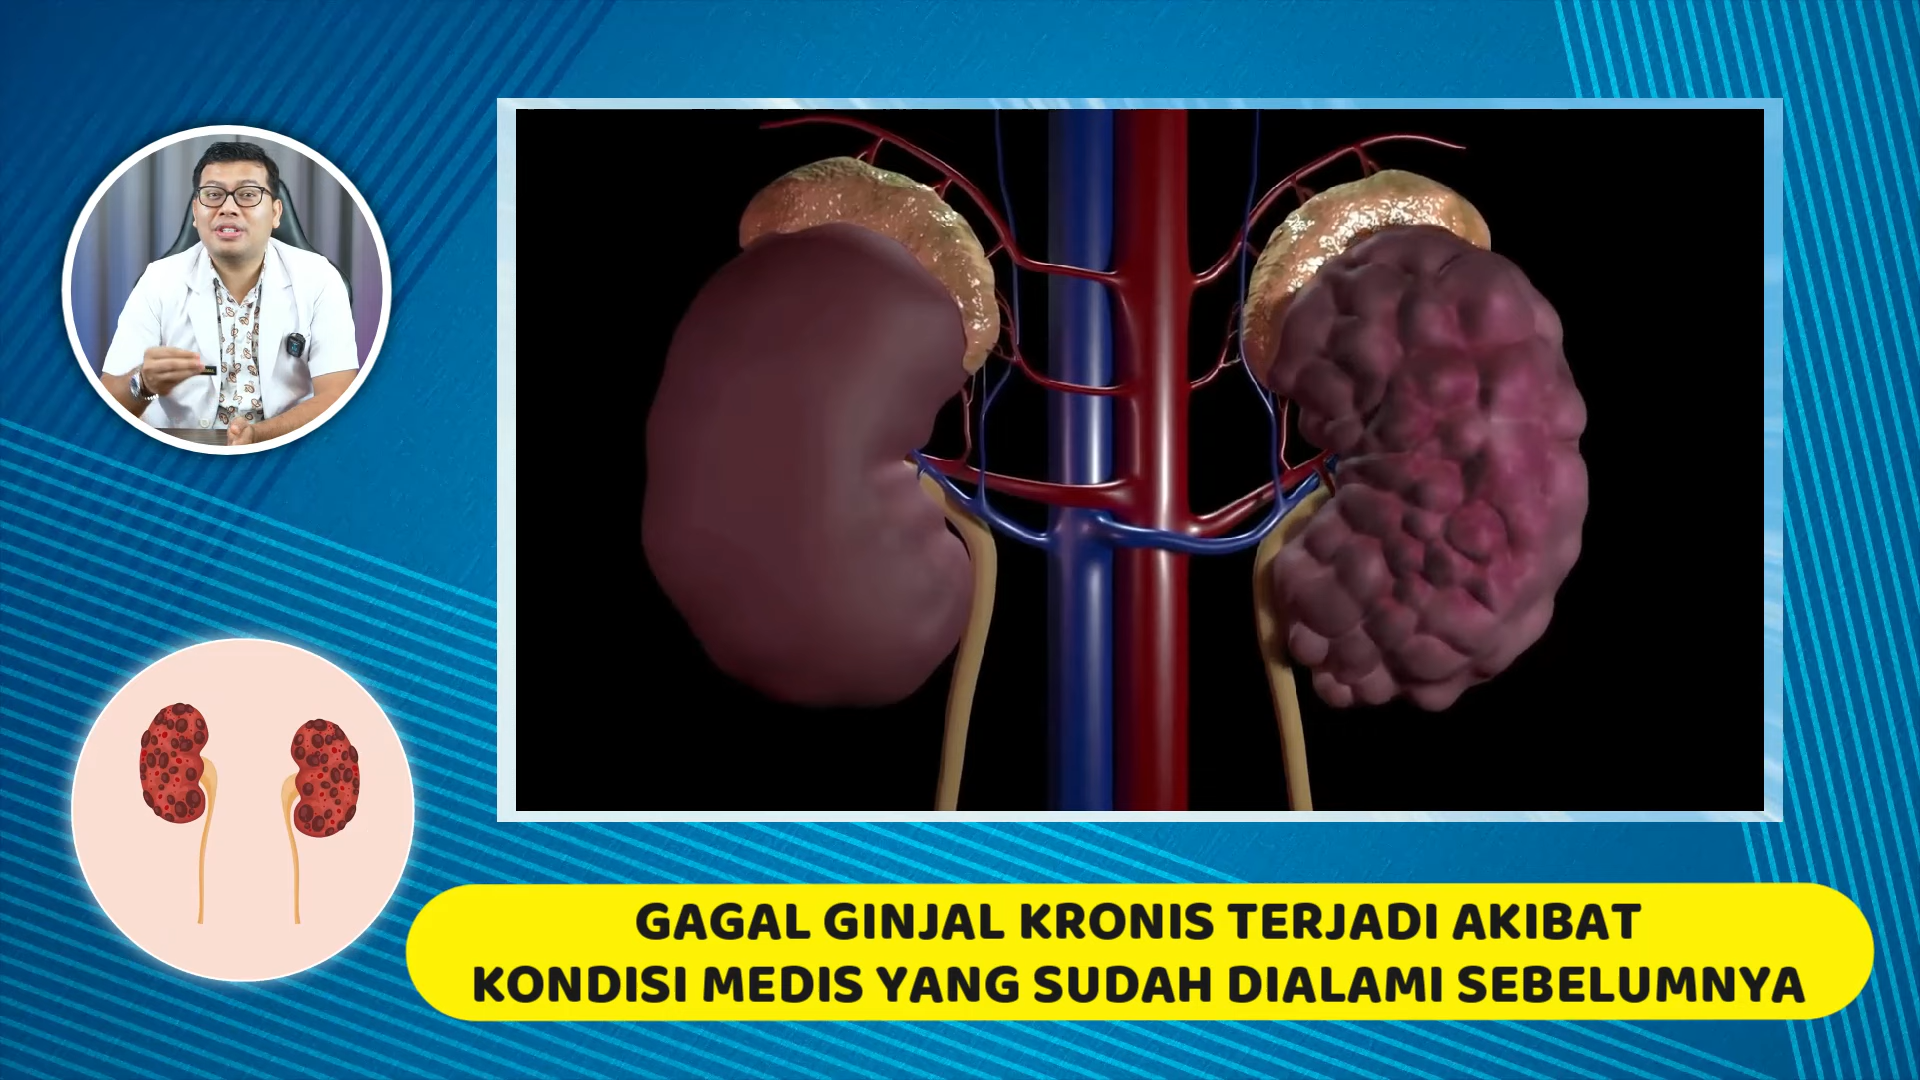 GAGAL GINJAL KRONIS TERJADI AKIBAT
KONDISI MEDIS YANG SUDAH DIALAMI SEBELUMNYA